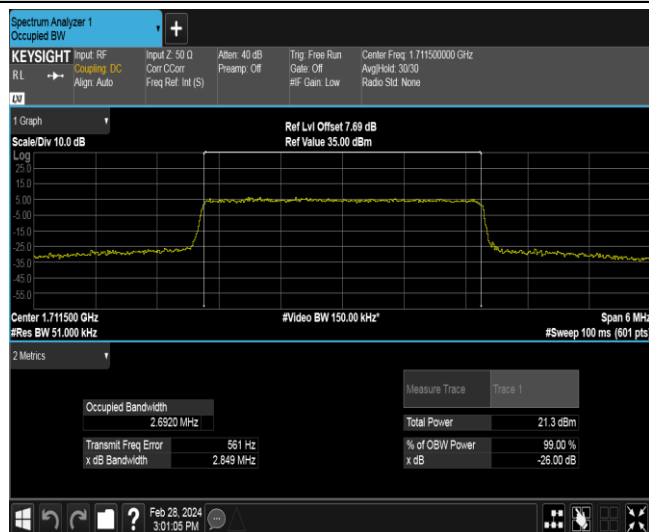 Spectrum Analyzer 1
Occupied BW
+
KEYSIGHT Input: RF Input Z: 50 Ω Atten: 40 dB Trig: Free Run Center Freq: 1.711500000 GHz
RL Coupling: DC Corr CCorr Preamp: Off Gate: Off Avg|Hold: 30/30
Align: Auto Freq Ref: Int (S) #IF Gain: Low Radio Std: None
LXI
1 Graph
Ref Lvl Offset 7.69 dB
Scale/Div 10.0 dB Ref Value 35.00 dBm
Log
25.0
15.0
5.00
-5.00
-15.0
-25.0
-35.0
-45.0
-55.0
Center 1.711500 GHz #Video BW 150.00 kHz* Span 6 MHz
#Res BW 51.000 kHz #Sweep 100 ms (601 pts)
2 Metrics
Measure Trace Trace 1
Occupied Bandwidth
2.6920 MHz Total Power 21.3 dBm
Transmit Freq Error 561 Hz % of OBW Power 99.00 %
x dB Bandwidth 2.849 MHz x dB -26.00 dB
? Feb 28, 2024
3:01:05 PM